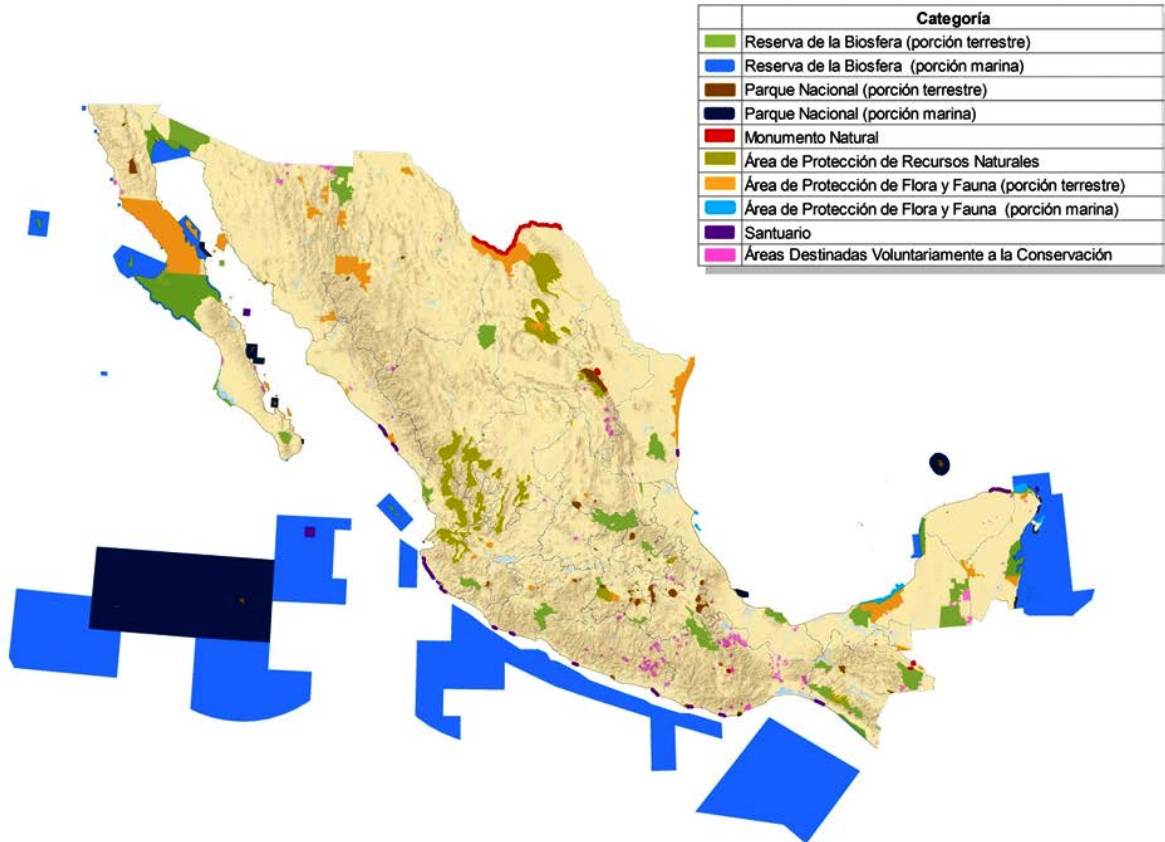 Categoría
Reserva de la Biosfera (porción terrestre)
Reserva de la Biosfera (porción marina)
Parque Nacional (porción terrestre)
Parque Nacional (porción marina)
Monumento Natural
Área de Protección de Recursos Naturales
Área de Protección de Flora y Fauna (porción terrestre)
Área de Protección de Flora y Fauna (porción marina)
Santuario
Áreas Destinadas Voluntariamente a la Conservación